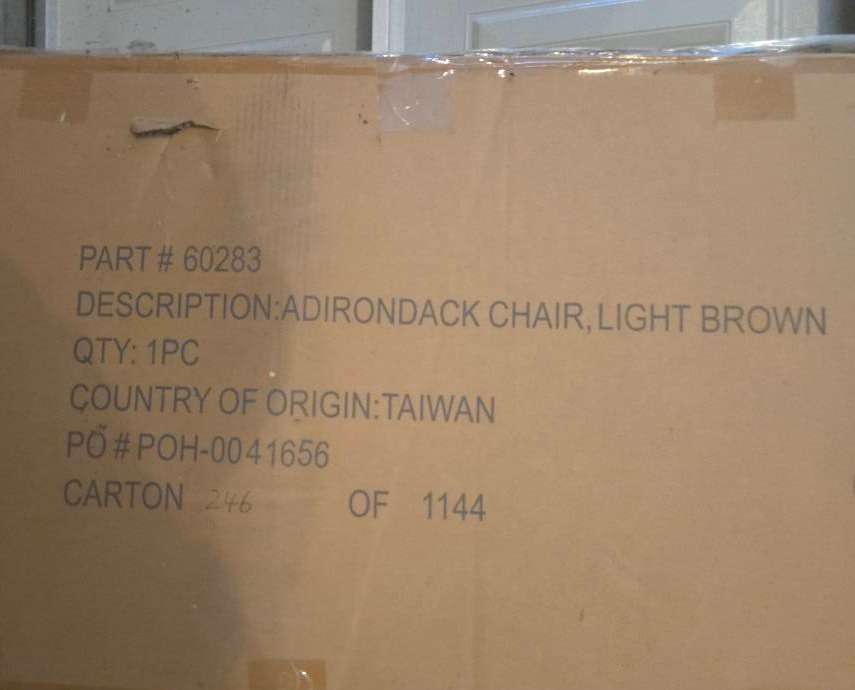 PART # 60283
DESCRIPTION:ADIRONDACK CHAIR,LIGHT BROWN
QTY: 1PC
COUNTRY OF ORIGIN:TAIWAN
PO # POH-0041656
CARTON 246 OF 1144